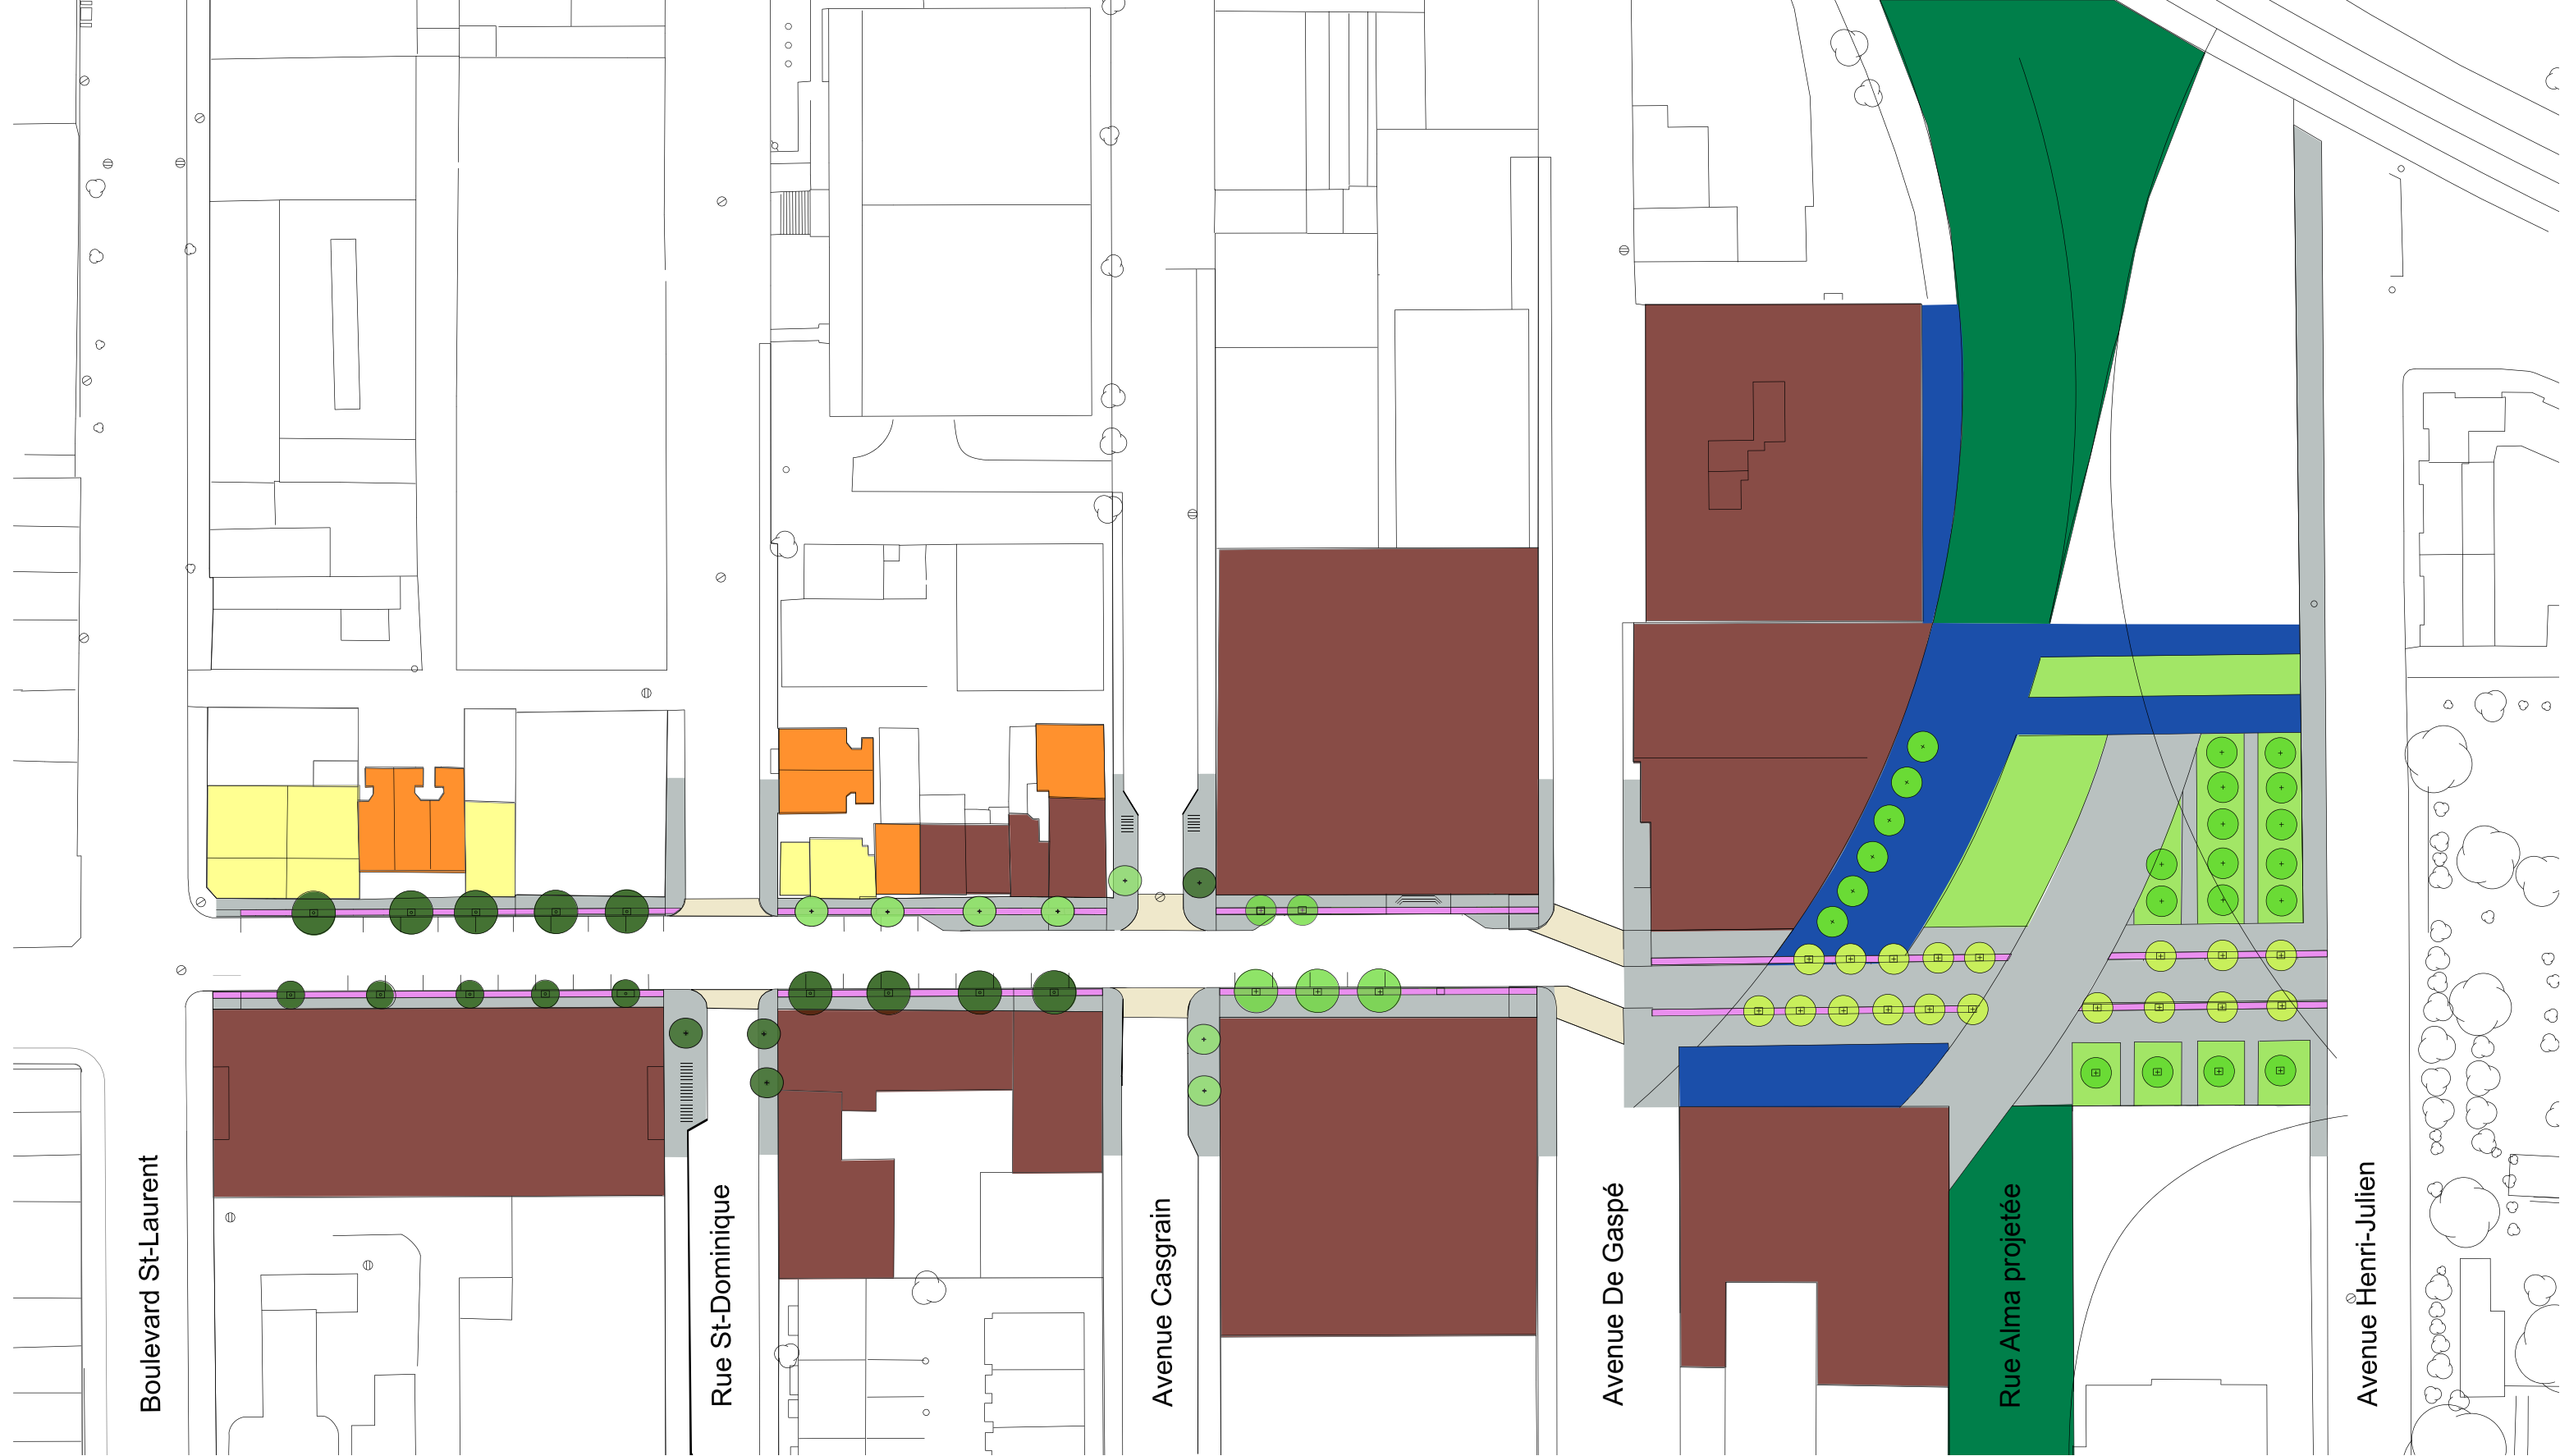 Boulevard St-Laurent
Rue St-Dominique
Avenue Casgrain
Avenue De Gaspé
Rue Alma projetée
Avenue Henri-Julien